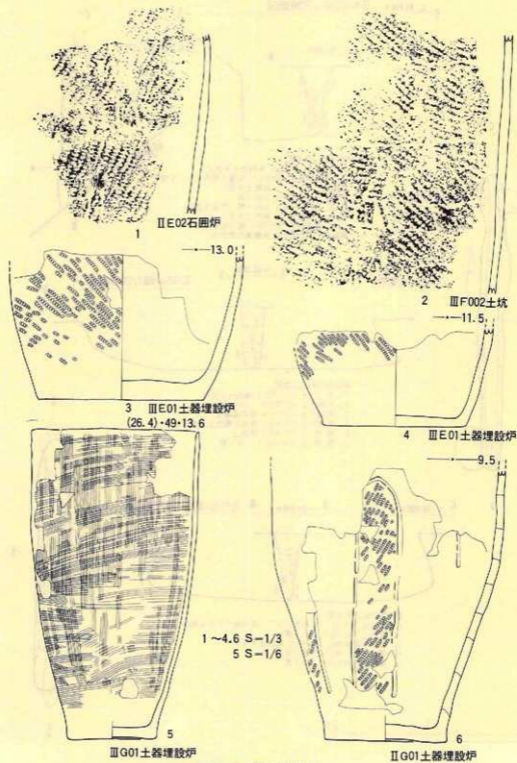 1 ⅡE02石囲炉
2 ⅢF002土坑
13.0
3 ⅢE01土器埋設炉
(26.4)・49・13.6
11.5
4 ⅢE01土器埋設炉
9.5
1～4.6 S=1/3
5 S=1/6
5
ⅢG01土器埋設炉
6
ⅡG01土器埋設炉